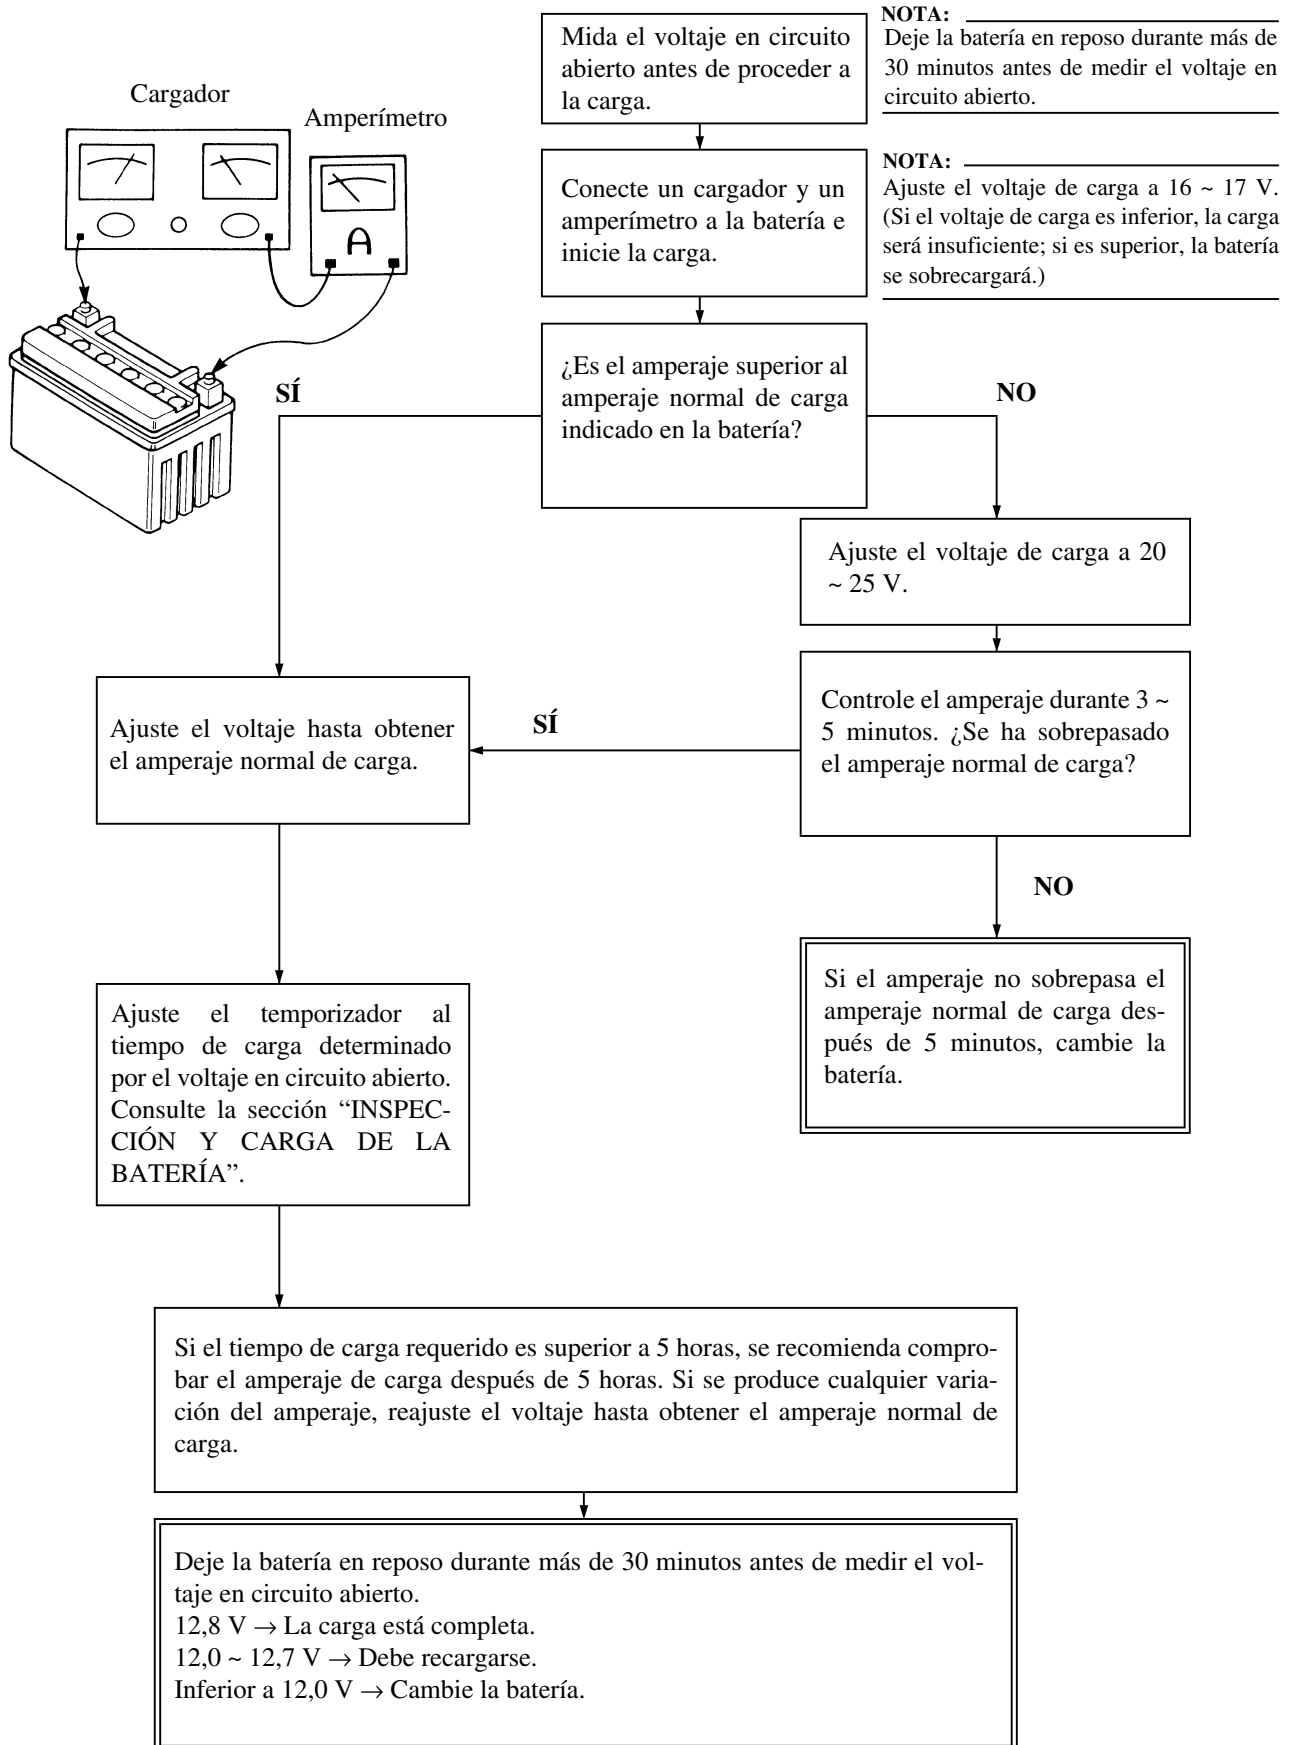 Cargador
Amperímetro
A
Mida el voltaje en circuito
abierto antes de proceder a
la carga.
NOTA:
Deje la batería en reposo durante más de
30 minutos antes de medir el voltaje en
circuito abierto.
Conecte un cargador y un
amperímetro a la batería e
inicie la carga.
NOTA:
Ajuste el voltaje de carga a 16 ~ 17 V.
(Si el voltaje de carga es inferior, la carga
será insuficiente; si es superior, la batería
se sobrecargará.)
¿Es el amperaje superior al
amperaje normal de carga
indicado en la batería?
SÍ
NO
Ajuste el voltaje de carga a 20
~ 25 V.
Controle el amperaje durante 3 ~
5 minutos. ¿Se ha sobrepasado
el amperaje normal de carga?
SÍ
Ajuste el voltaje hasta obtener
el amperaje normal de carga.
NO
Si el amperaje no sobrepasa el
amperaje normal de carga des-
pués de 5 minutos, cambie la
batería.
Ajuste el temporizador al
tiempo de carga determinado
por el voltaje en circuito abierto.
Consulte la sección “INSPEC-
CIÓN Y CARGA DE LA
BATERÍA”.
Si el tiempo de carga requerido es superior a 5 horas, se recomienda compro-
bar el amperaje de carga después de 5 horas. Si se produce cualquier varia-
ción del amperaje, reajuste el voltaje hasta obtener el amperaje normal de
carga.
Deje la batería en reposo durante más de 30 minutos antes de medir el vol-
taje en circuito abierto.
12,8 V → La carga está completa.
12,0 ~ 12,7 V → Debe recargarse.
Inferior a 12,0 V → Cambie la batería.